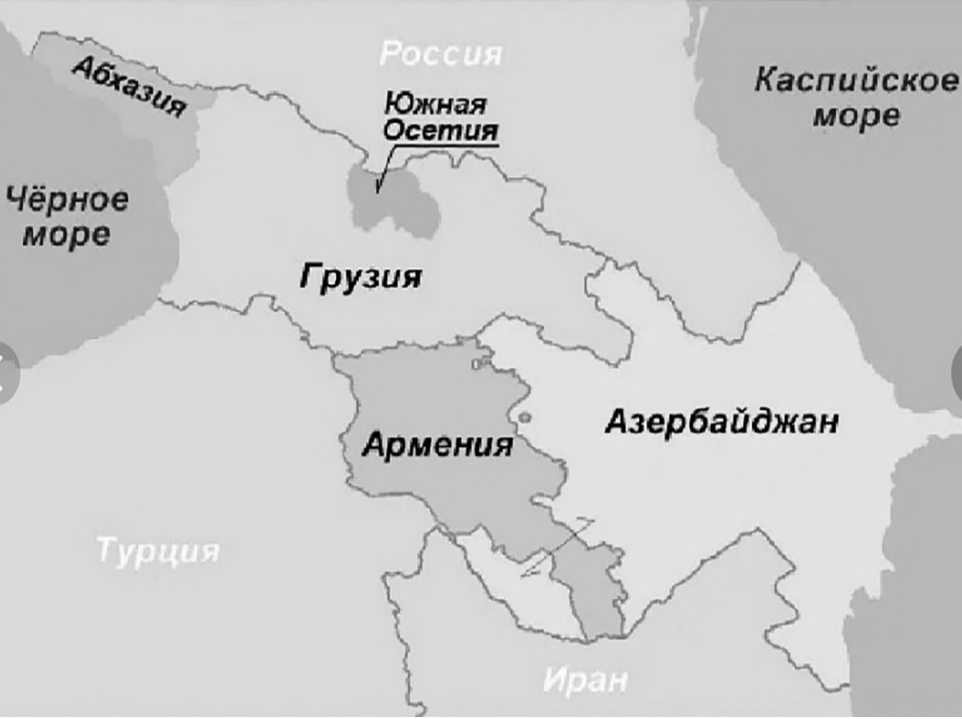 Россия
Абхазия
Южная
Осетия
Каспийское
море
Чёрное
море
Грузия
Азербайджан
Армения
Турция
Иран